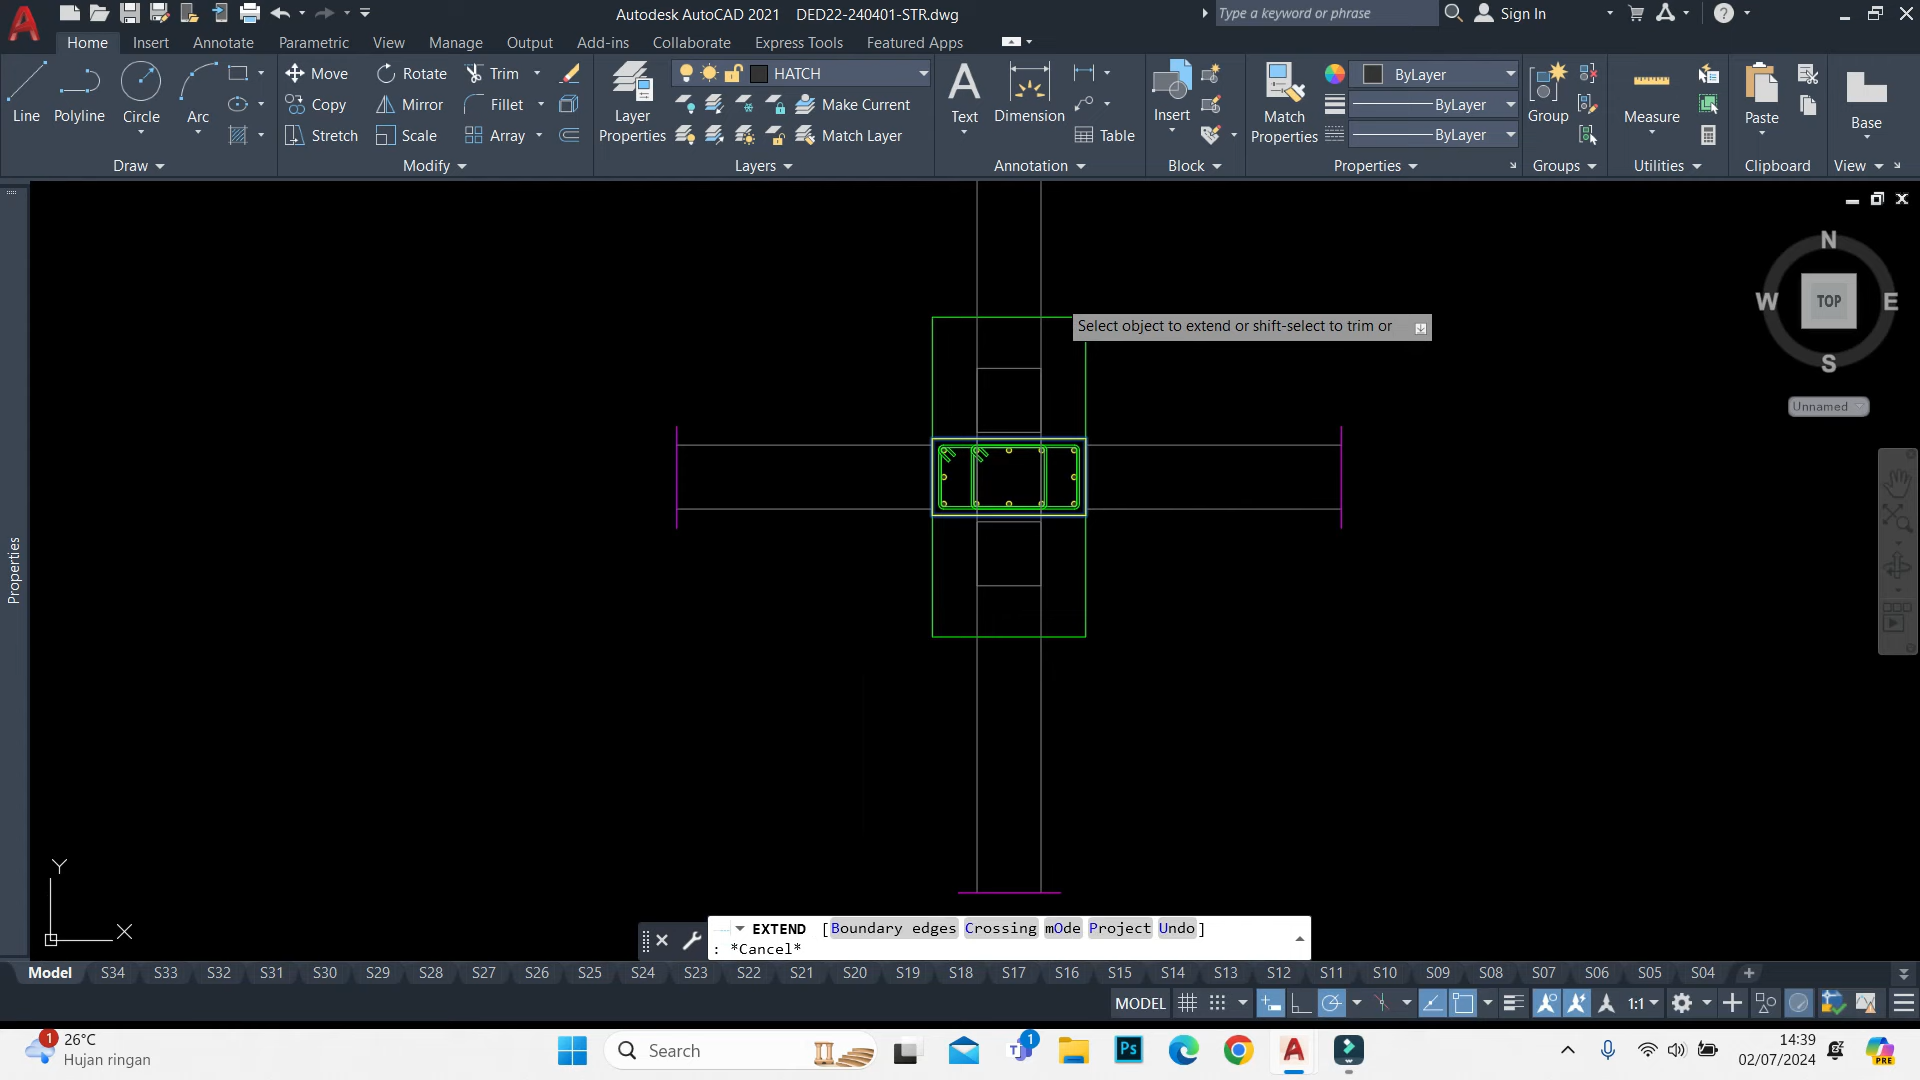 Autodesk AutoCAD 2021 DED22-240401-STR.dwg
Type a keyword or phrase
Sign In
Home Insert Annotate Parametric View Manage Output Add-ins Collaborate Express Tools Featured Apps
Line
Polyline
Circle
Arc
Draw
Move
Rotate
Trim
Copy
Mirror
Fillet
Stretch
Scale
Array
Modify
Layer
Properties
HATCH
Make Current
Match Layer
Layers
Text
Dimension
Table
Annotation
Insert
Block
Match
Properties
ByLayer
ByLayer
ByLayer
Properties
Group
Groups
Measure
Utilities
Paste
Clipboard
Base
View
N
W
TOP
E
S
Unnamed
Select object to extend or shift-select to trim or
Properties
Y
X
EXTEND [Boundary edges Crossing mOde Project Undo]
: *Cancel*
Model S34 S33 S32 S31 S30 S29 S28 S27 S26 S25 S24 S23 S22 S21 S20 S19 S18 S17 S16 S15 S14 S13 S12 S11 S10 S09 S08 S07 S06 S05 S04
MODEL
1:1
1
26°C
Hujan ringan
Search
1
Ps
A
14:39
02/07/2024
PRE